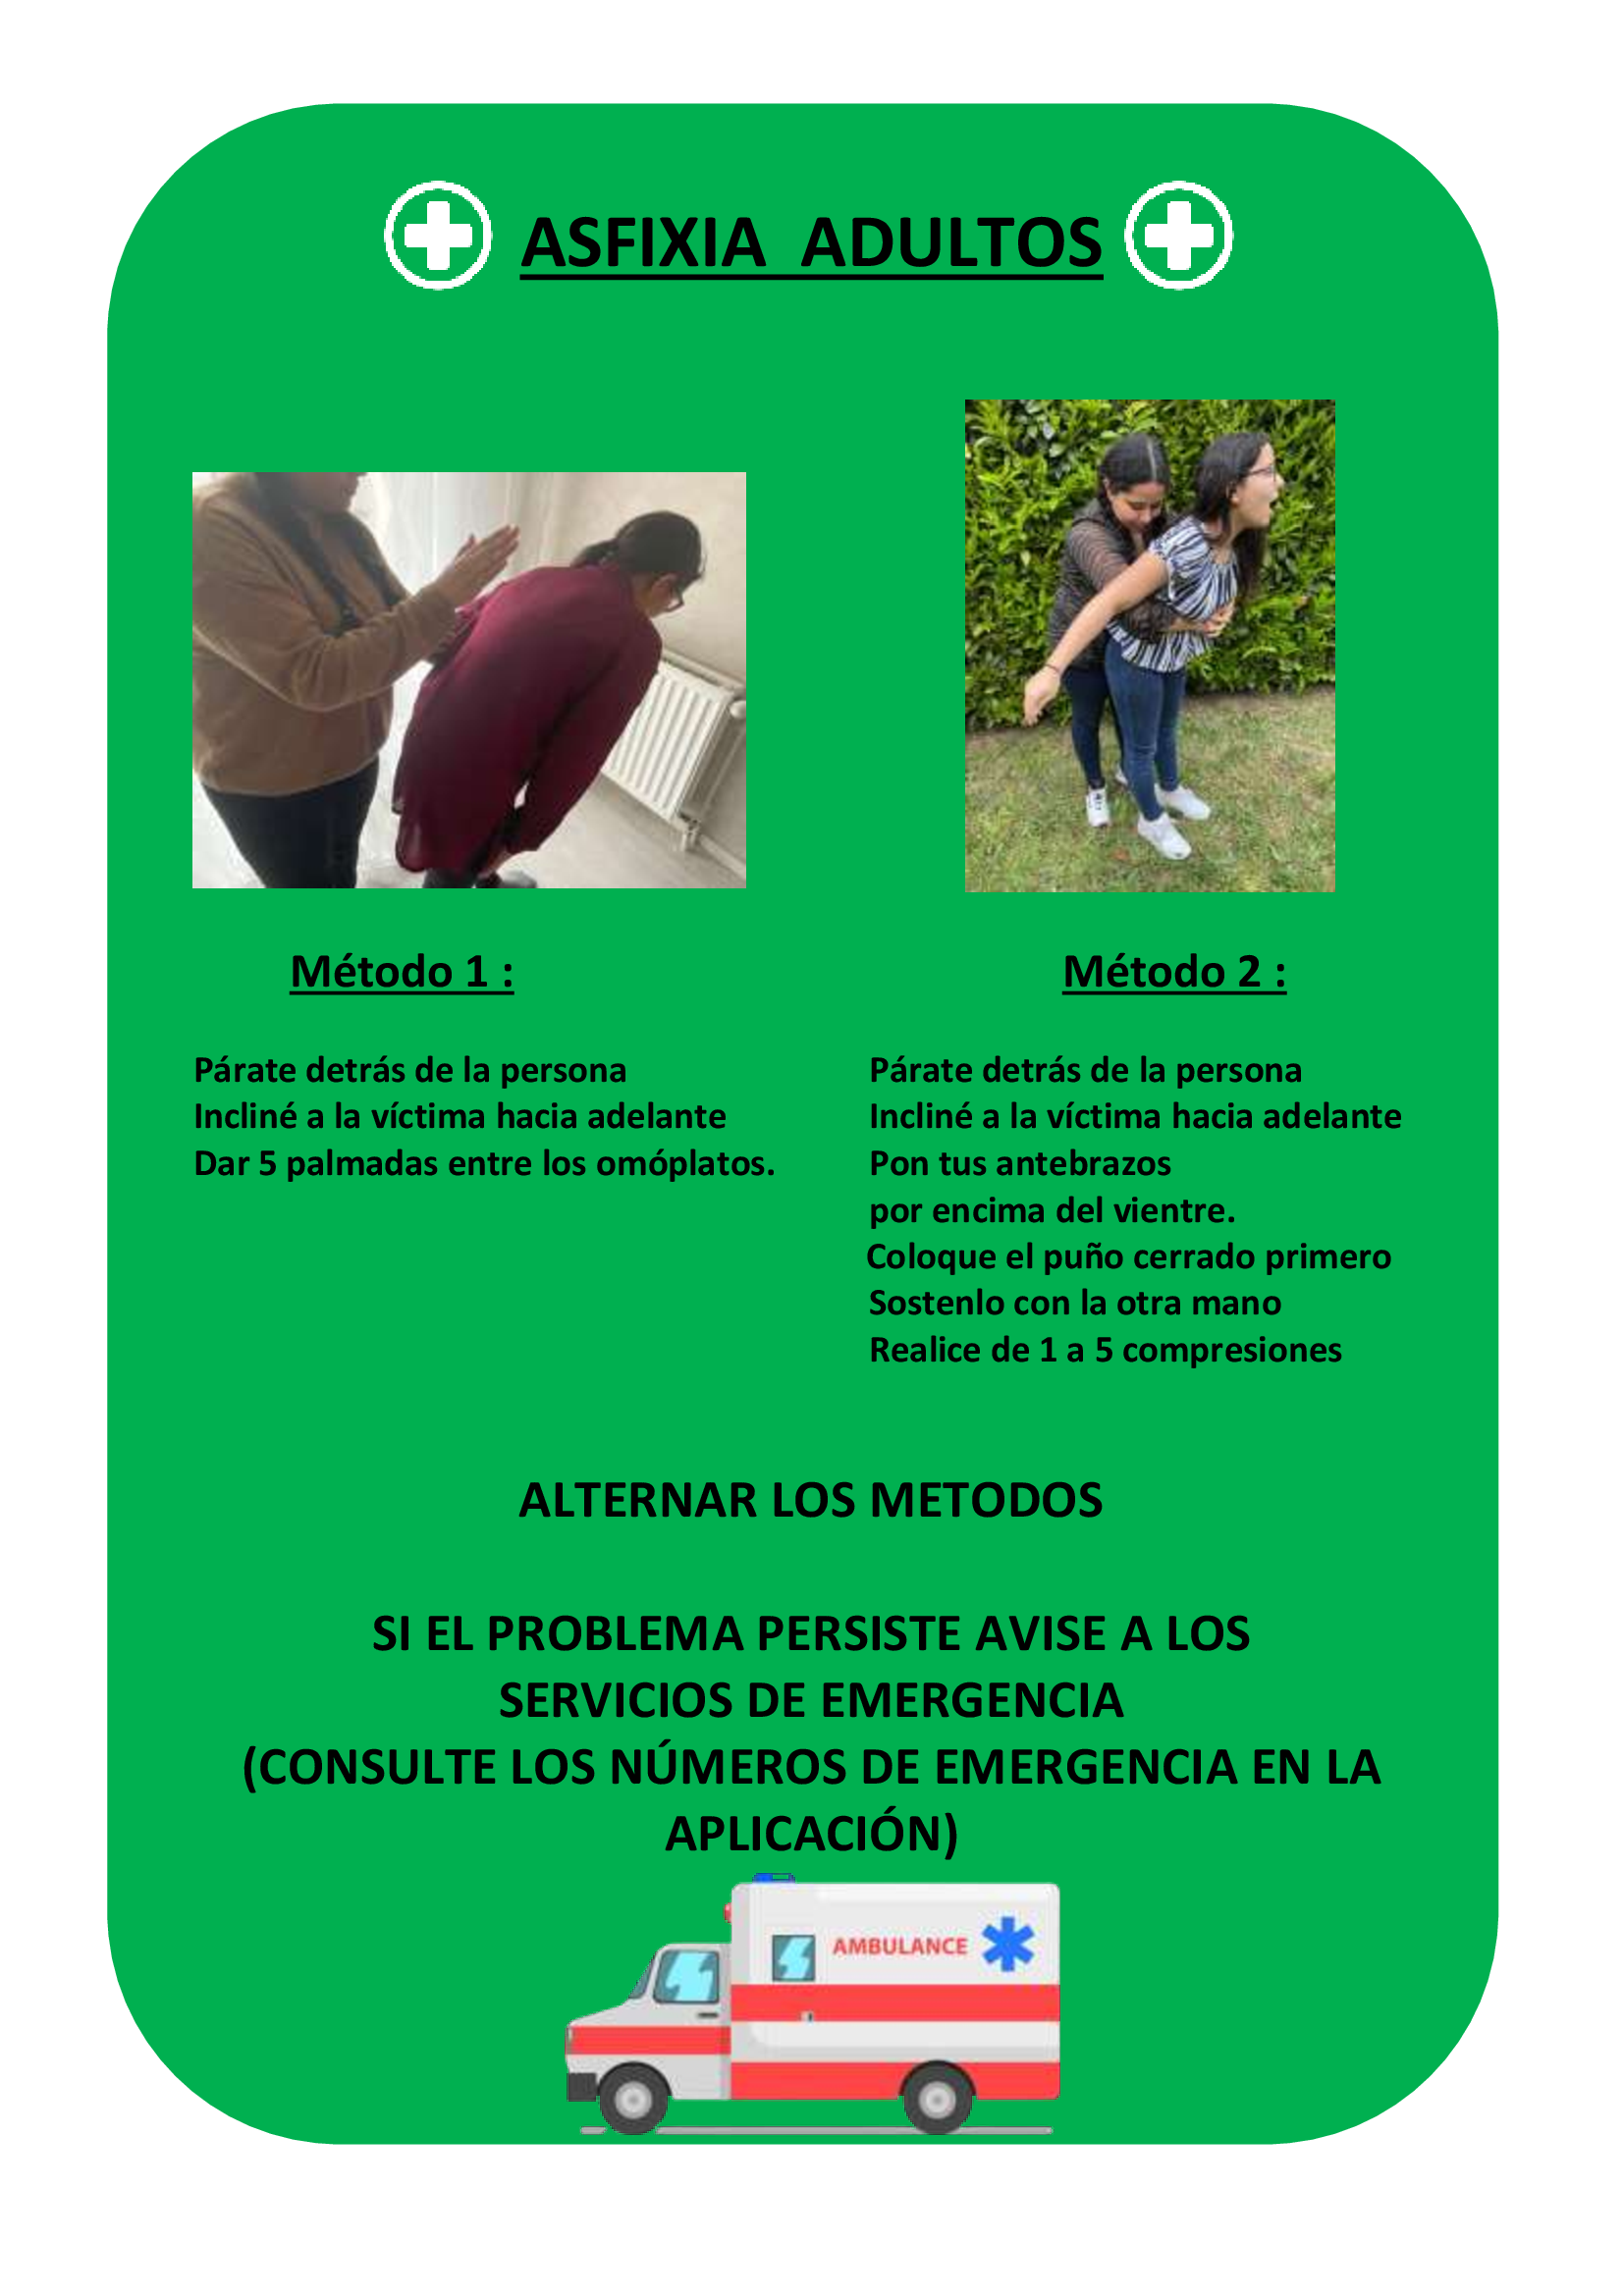 ASFIXIA ADULTOS
Método 1 :
Párate detrás de la persona
Incliné a la víctima hacia adelante
Dar 5 palmadas entre los omóplatos.
Método 2 :
Párate detrás de la persona
Incliné a la víctima hacia adelante
Pon tus antebrazos
por encima del vientre.
Coloque el puño cerrado primero
Sostenlo con la otra mano
Realice de 1 a 5 compresiones
ALTERNAR LOS METODOS
SI EL PROBLEMA PERSISTE AVISE A LOS
SERVICIOS DE EMERGENCIA
(CONSULTE LOS NÚMEROS DE EMERGENCIA EN LA
APLICACIÓN)
AMBULANCE